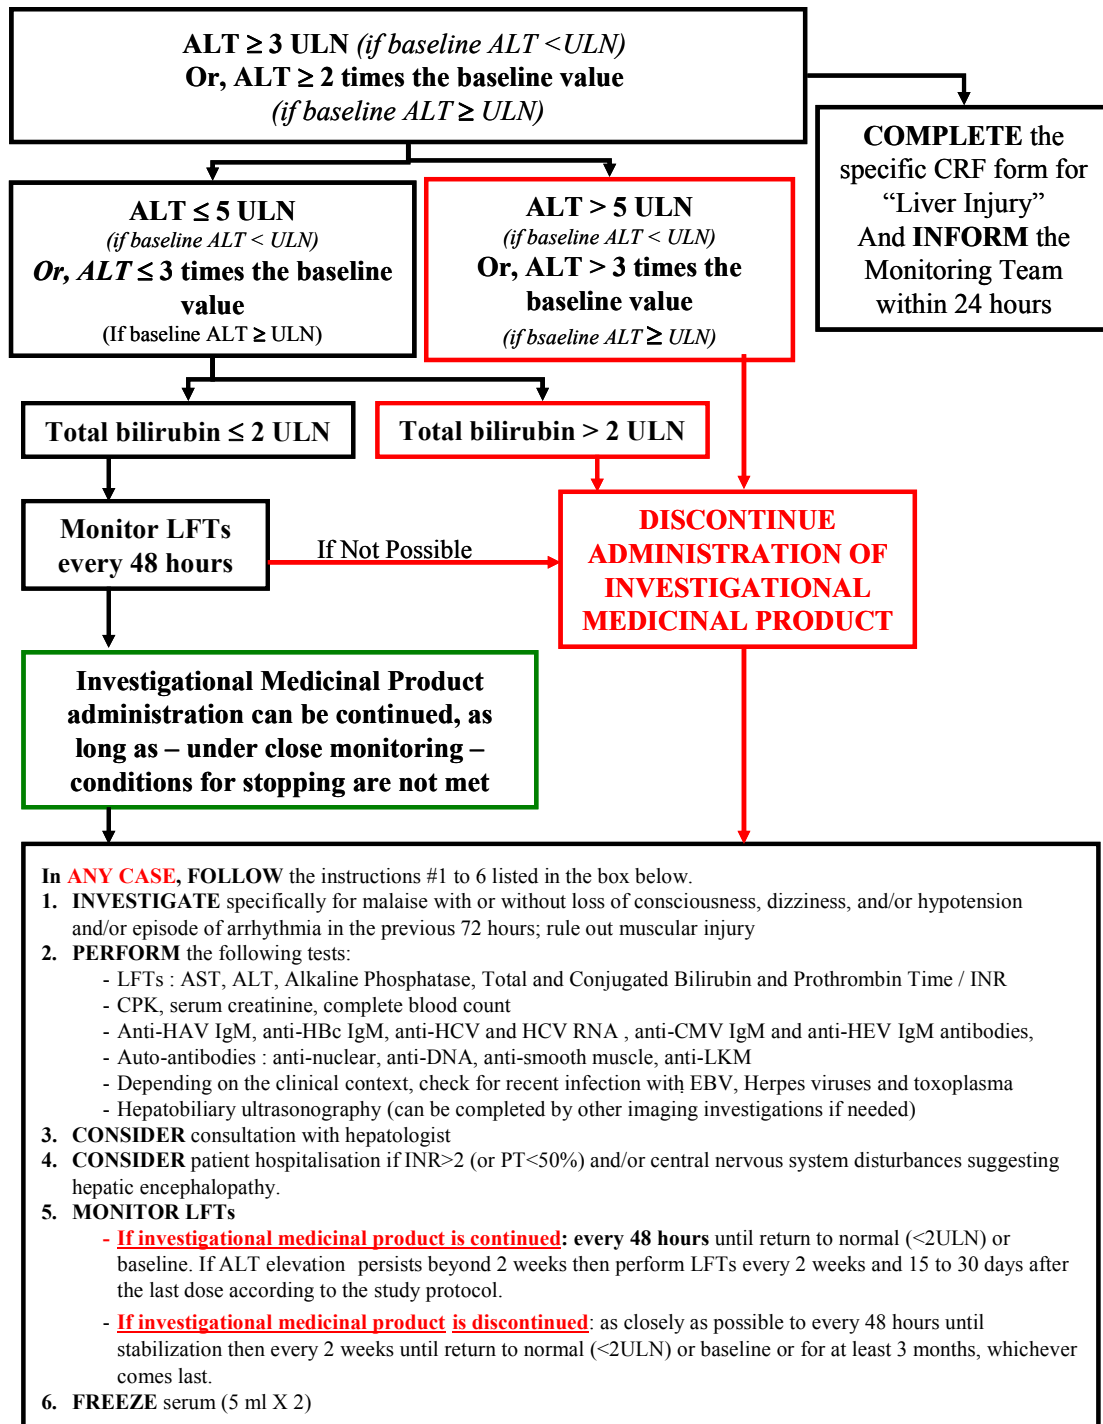 ALT ≥ 3 ULN (if baseline ALT <ULN)
Or, ALT ≥ 2 times the baseline value
(if baseline ALT ≥ ULN)
COMPLETE the
specific CRF form for
“Liver Injury”
And INFORM the
Monitoring Team
within 24 hours
ALT ≤ 5 ULN
(if baseline ALT < ULN)
Or, ALT ≤ 3 times the baseline
value
(If baseline ALT ≥ ULN)
ALT > 5 ULN
(if baseline ALT < ULN)
Or, ALT > 3 times the
baseline value
(if bsaeline ALT ≥ ULN)
Total bilirubin ≤ 2 ULN
Total bilirubin > 2 ULN
Monitor LFTs
every 48 hours
If Not Possible
DISCONTINUE
ADMINISTRATION OF
INVESTIGATIONAL
MEDICINAL PRODUCT
Investigational Medicinal Product
administration can be continued, as
long as – under close monitoring –
conditions for stopping are not met
In ANY CASE, FOLLOW the instructions #1 to 6 listed in the box below.
1. INVESTIGATE specifically for malaise with or without loss of consciousness, dizziness, and/or hypotension
and/or episode of arrhythmia in the previous 72 hours; rule out muscular injury
2. PERFORM the following tests:
- LFTs : AST, ALT, Alkaline Phosphatase, Total and Conjugated Bilirubin and Prothrombin Time / INR
- CPK, serum creatinine, complete blood count
- Anti-HAV IgM, anti-HBc IgM, anti-HCV and HCV RNA , anti-CMV IgM and anti-HEV IgM antibodies,
- Auto-antibodies : anti-nuclear, anti-DNA, anti-smooth muscle, anti-LKM
- Depending on the clinical context, check for recent infection with EBV, Herpes viruses and toxoplasma
- Hepatobiliary ultrasonography (can be completed by other imaging investigations if needed)
3. CONSIDER consultation with hepatologist
4. CONSIDER patient hospitalisation if INR>2 (or PT<50%) and/or central nervous system disturbances suggesting
hepatic encephalopathy.
5. MONITOR LFTs
- If investigational medicinal product is continued: every 48 hours until return to normal (<2ULN) or
baseline. If ALT elevation persists beyond 2 weeks then perform LFTs every 2 weeks and 15 to 30 days after
the last dose according to the study protocol.
- If investigational medicinal product is discontinued: as closely as possible to every 48 hours until
stabilization then every 2 weeks until return to normal (<2ULN) or baseline or for at least 3 months, whichever
comes last.
6. FREEZE serum (5 ml X 2)